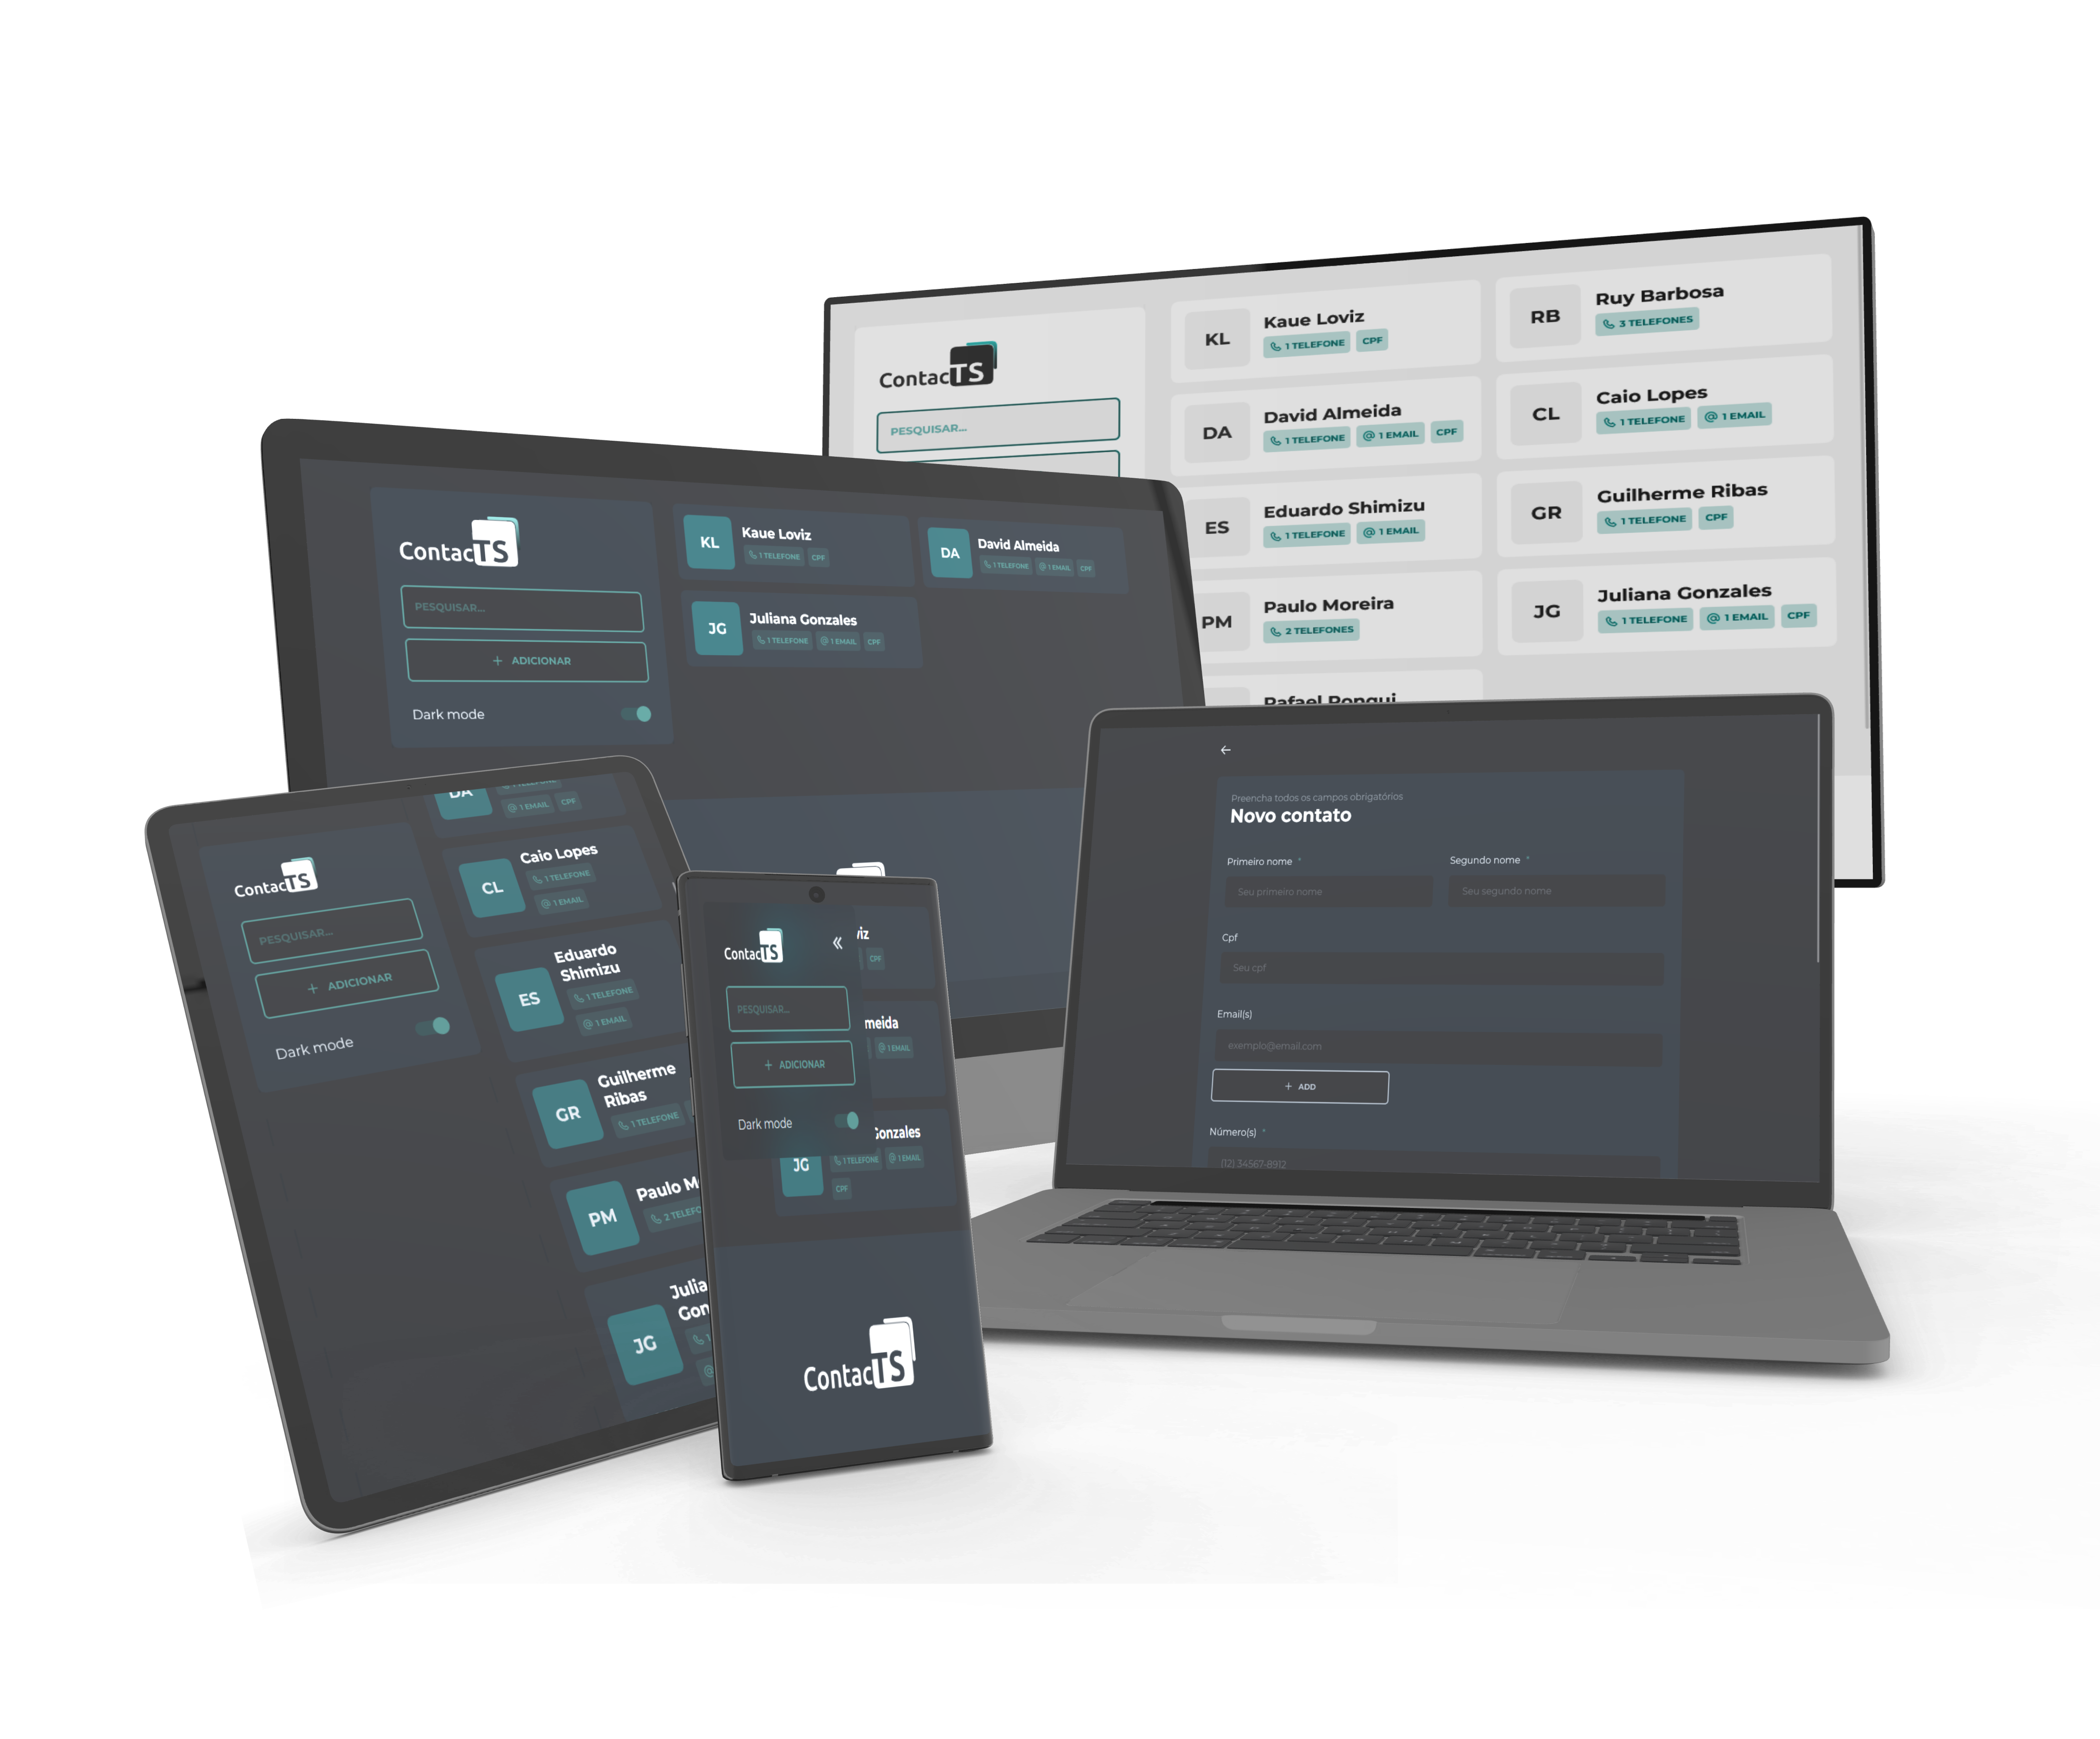 ContacTS
PESQUISAR...
Kaue Loviz
KL
1 TELEFONE
CPF
RB
Ruy Barbosa
3 TELEFONES
DA
David Almeida
1 TELEFONE
1 EMAIL
CPF
CL
Caio Lopes
1 TELEFONE
@ 1 EMAIL
ES
Eduardo Shimizu
1 TELEFONE
@ 1 EMAIL
GR
Guilherme Ribas
1 TELEFONE
CPF
PM
Paulo Moreira
2 TELEFONES
JG
Juliana Gonzales
1 TELEFONE
@ 1 EMAIL
CPF
Rafael Ronqui
ContacTS
PESQUISAR...
+ ADICIONAR
Dark mode
KL
Kaue Loviz
1 TELEFONE
CPF
DA
David Almeida
1 TELEFONE
@ 1 EMAIL
CPF
JG
Juliana Gonzales
1 TELEFONE
@ 1 EMAIL
CPF
←
Preencha todos os campos obrigatórios
Novo contato
Primeiro nome *
Segundo nome *
Seu primeiro nome
Seu segundo nome
Cpf
Seu cpf
Email(s)
exemplo@email.com
+ ADD
Número(s) *
(12) 34567-8912
ContacTS
PESQUISAR...
+ ADICIONAR
Dark mode
DA
@ 1 EMAIL
CPF
CL
Caio Lopes
1 TELEFONE
@ 1 EMAIL
ES
Eduardo
Shimizu
1 TELEFONE
@ 1 EMAIL
GR
Guilherme
Ribas
1 TELEFONE
PM
Paulo M
2 TELEFO
JG
Julia
Gon
ContacTS
«
PESQUISAR...
+ ADICIONAR
Dark mode
viz
CPF
meida
@ 1 EMAIL
Gonzales
JG
1 TELEFONE
@ 1 EMAIL
CPF
ContacTS